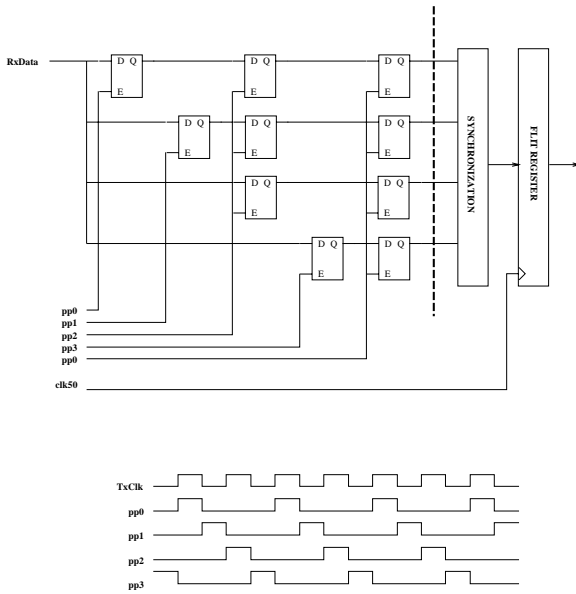 RxData
D Q
E
D Q
E
D Q
E
D Q
E
D Q
E
D Q
E
D Q
E
D Q
E
D Q
E
D Q
E
SYNCHRONIZATION
FLIT REGISTER
pp0
pp1
pp2
pp3
pp0
clk50
TxClk
pp0
pp1
pp2
pp3